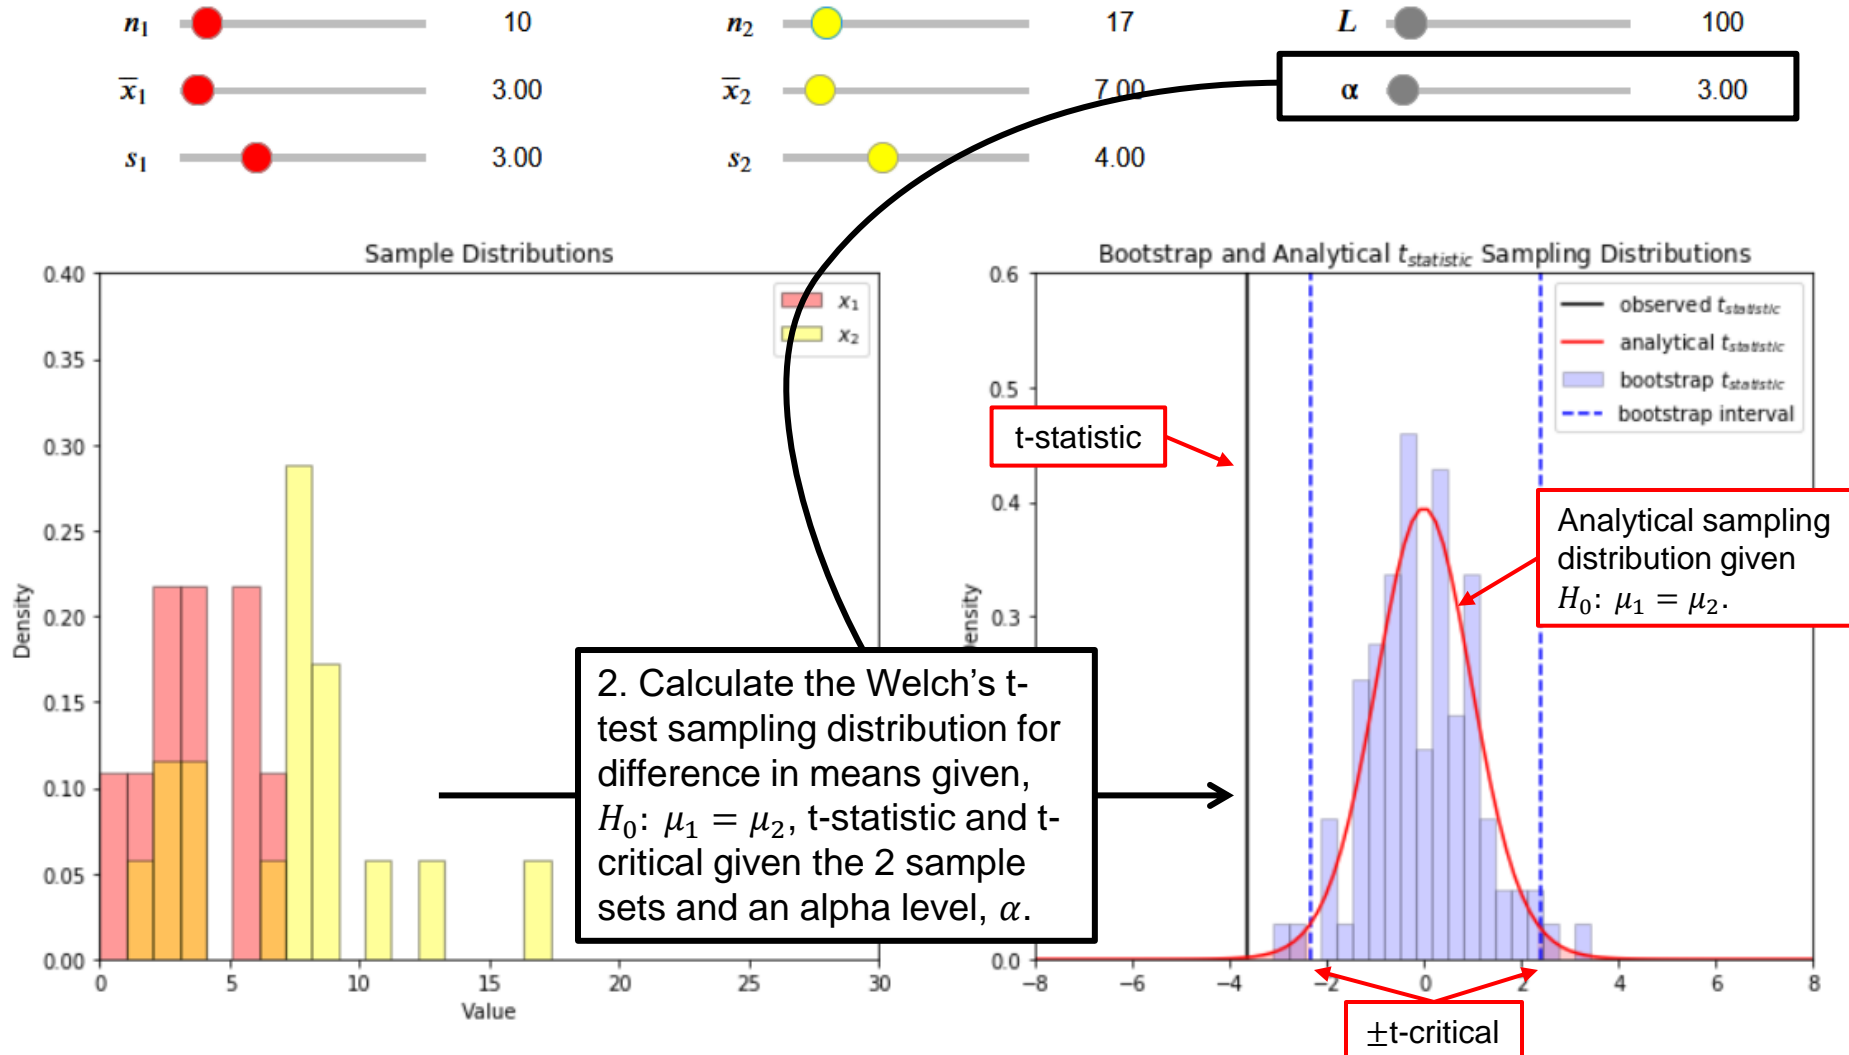 n₁ 10 n₂ 17 L 100
x̄₁ 3.00 x̄₂ 7.00 α 3.00
s₁ 3.00 s₂ 4.00
Sample Distributions
0.40
0.35
0.30
0.25
0.20
0.15
0.10
0.05
0.00
Density
0 5 10 15 20 25 30
Value
x₁
x₂
Bootstrap and Analytical t_statistic Sampling Distributions
0.6
0.5
0.4
0.3
0.0
−8 −6 −4 −2 0 2 4 6 8
observed t_statistic
analytical t_statistic
bootstrap t_statistic
bootstrap interval
t-statistic
Analytical sampling
distribution given
H₀: μ₁ = μ₂.
2. Calculate the Welch’s t-
test sampling distribution for
difference in means given,
H₀: μ₁ = μ₂, t-statistic and t-
critical given the 2 sample
sets and an alpha level, α.
±t-critical